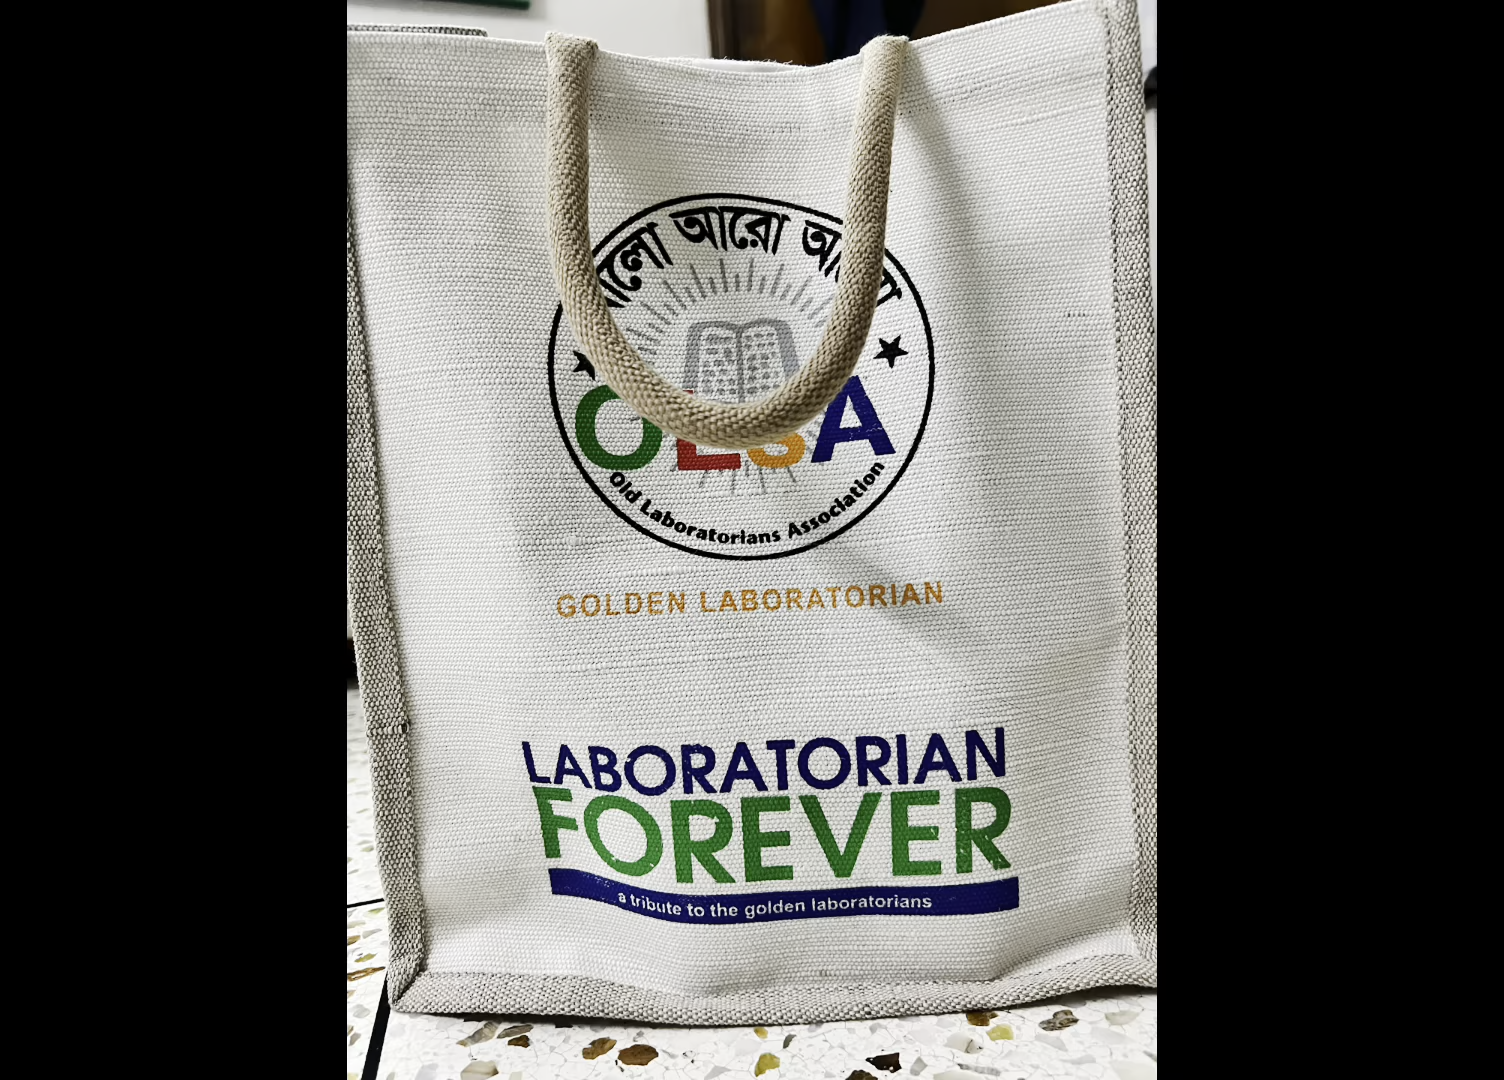 আরো
OLSA
Old Laboratorians Association
GOLDEN LABORATORIAN
LABORATORIAN
FOREVER
a tribute to the golden laboratorians